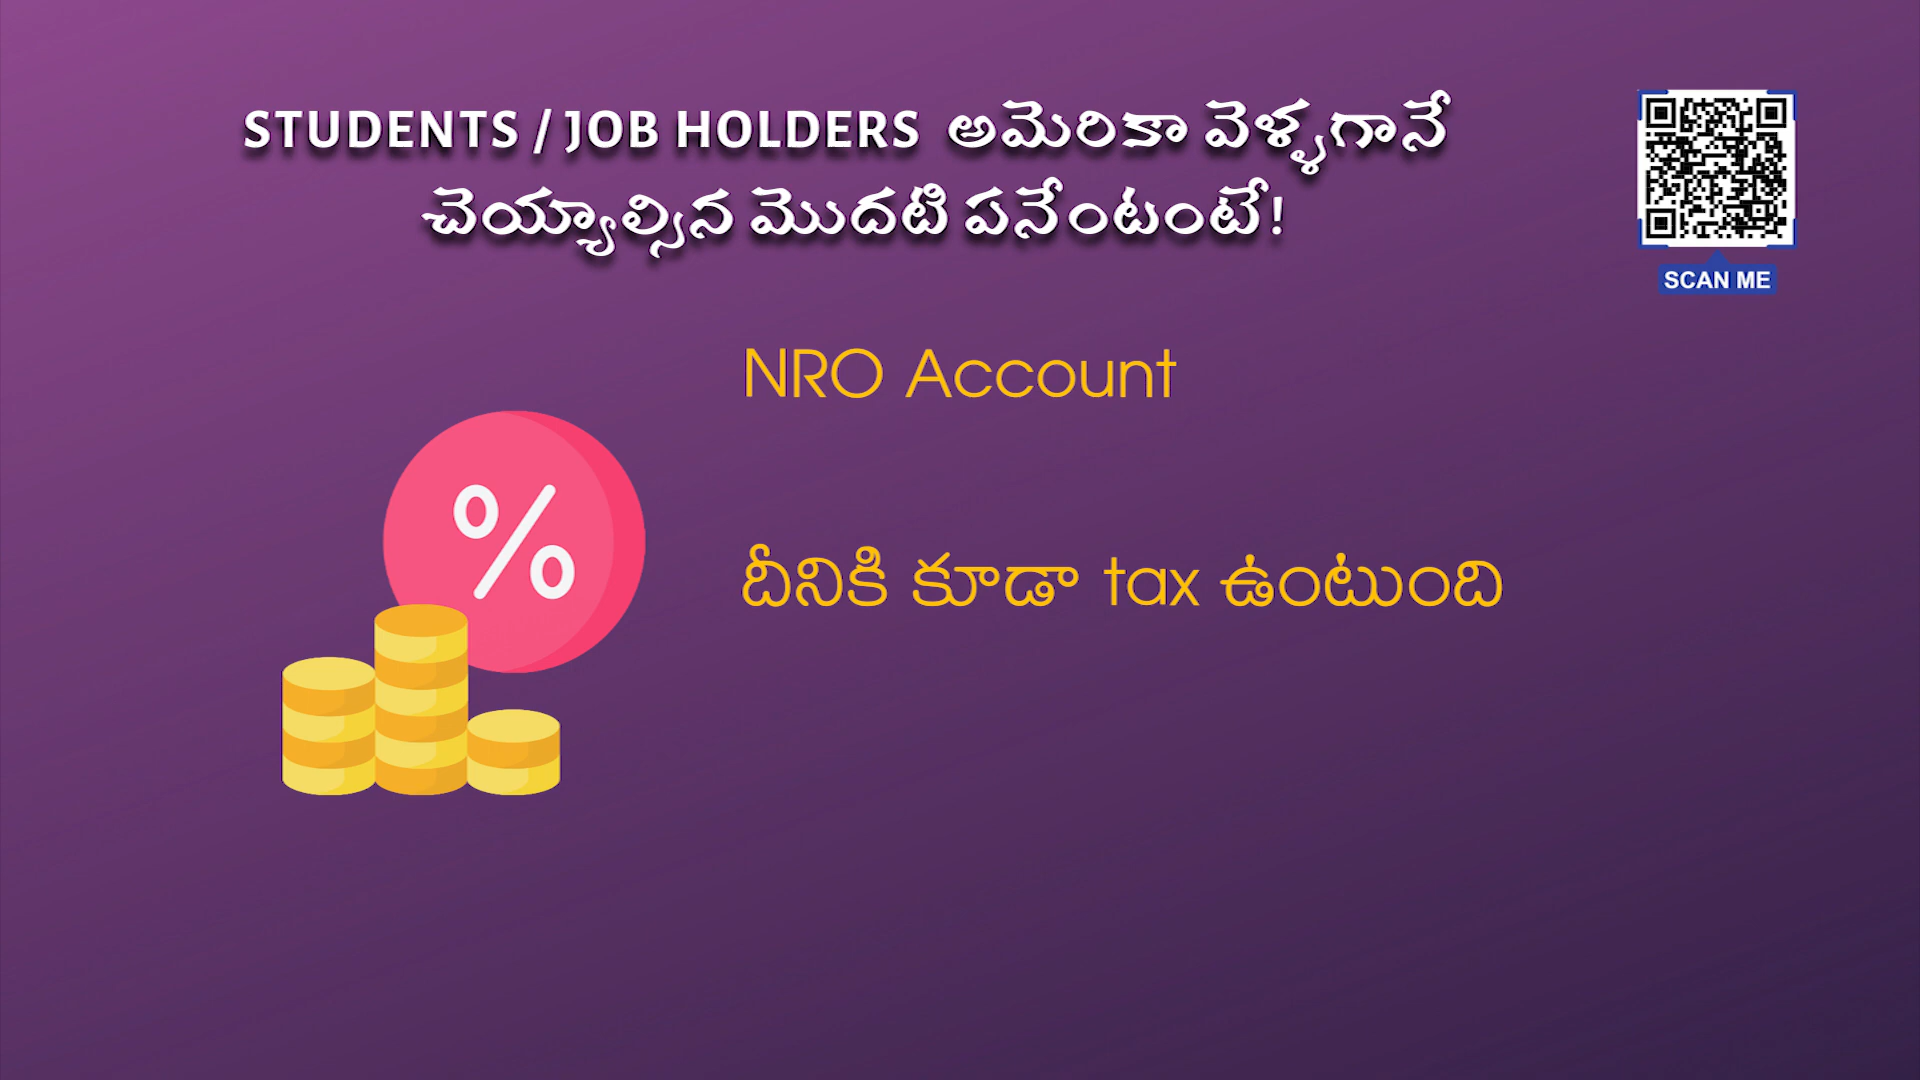 STUDENTS / JOB HOLDERS అమెరికా వెళ్ళగానే
చెయ్యాల్సిన మొదటి పనేంటంటే!
SCAN ME
NRO Account
%
దీనికి కూడా tax ఉంటుంది